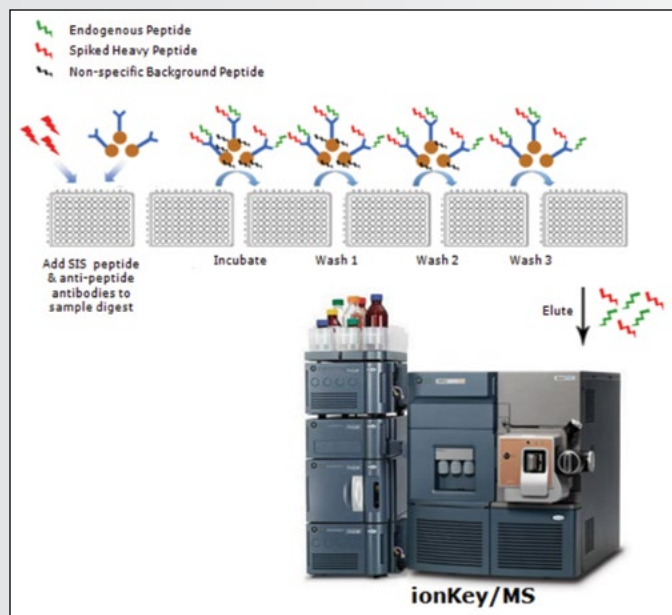 Endogenous Peptide
Spiked Heavy Peptide
Non-specific Background Peptide
Add SIS peptide
& anti-peptide
antibodies to
sample digest
Incubate
Wash 1
Wash 2
Wash 3
Elute
ionKey/MS